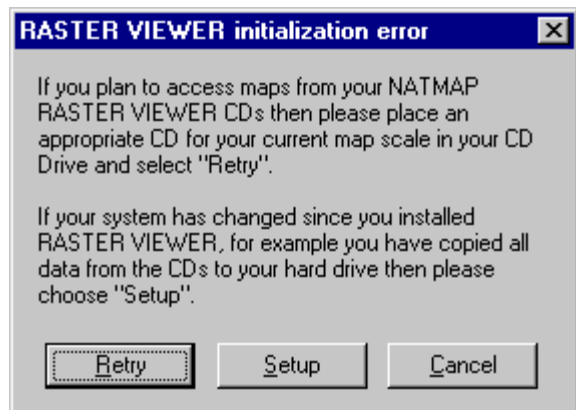 RASTER VIEWER initialization error
If you plan to access maps from your NATMAP
RASTER VIEWER CDs then please place an
appropriate CD for your current map scale in your CD
Drive and select "Retry".
If your system has changed since you installed
RASTER VIEWER, for example you have copied all
data from the CDs to your hard drive then please
choose "Setup".
Retry Setup Cancel